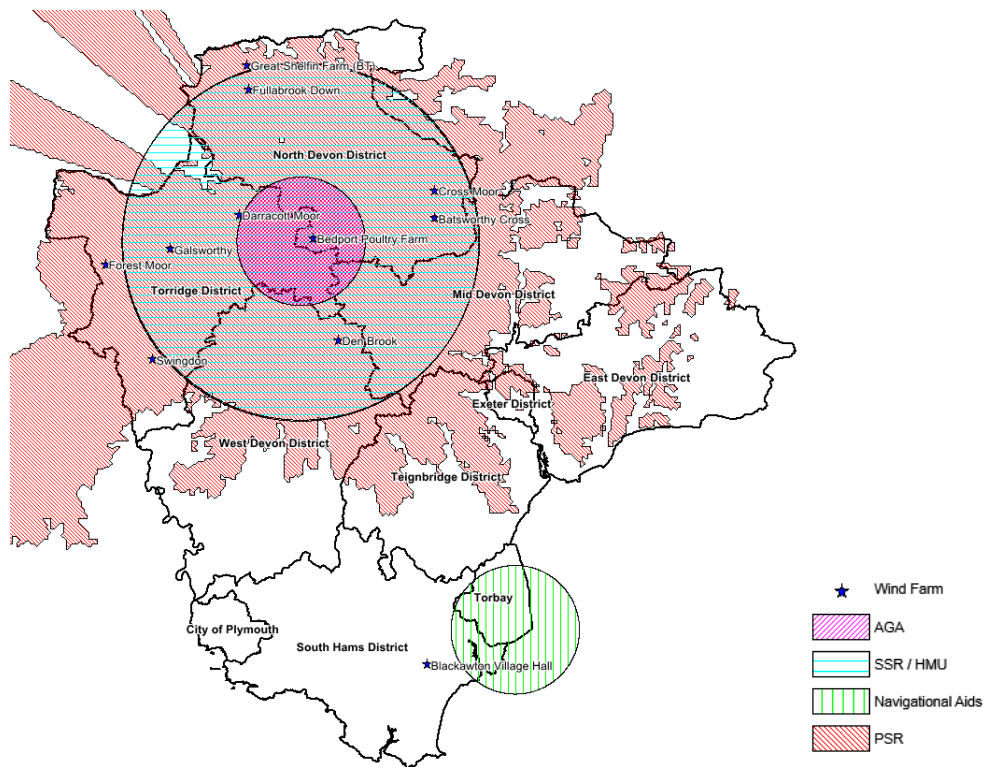 Great Shelfin Farm (BT)
Fullabrook Down
North Devon District
Cross Moor
Darracott Moor
Batsworthy Cross
Bedport Poultry Farm
Galsworthy
Forest Moor
Torridge District
Mid Devon District
Den Brook
Swingdon
East Devon District
Exeter District
West Devon District
Teignbridge District
Torbay
City of Plymouth
South Hams District
Blackawton Village Hall
Wind Farm
AGA
SSR / HMU
Navigational Aids
PSR